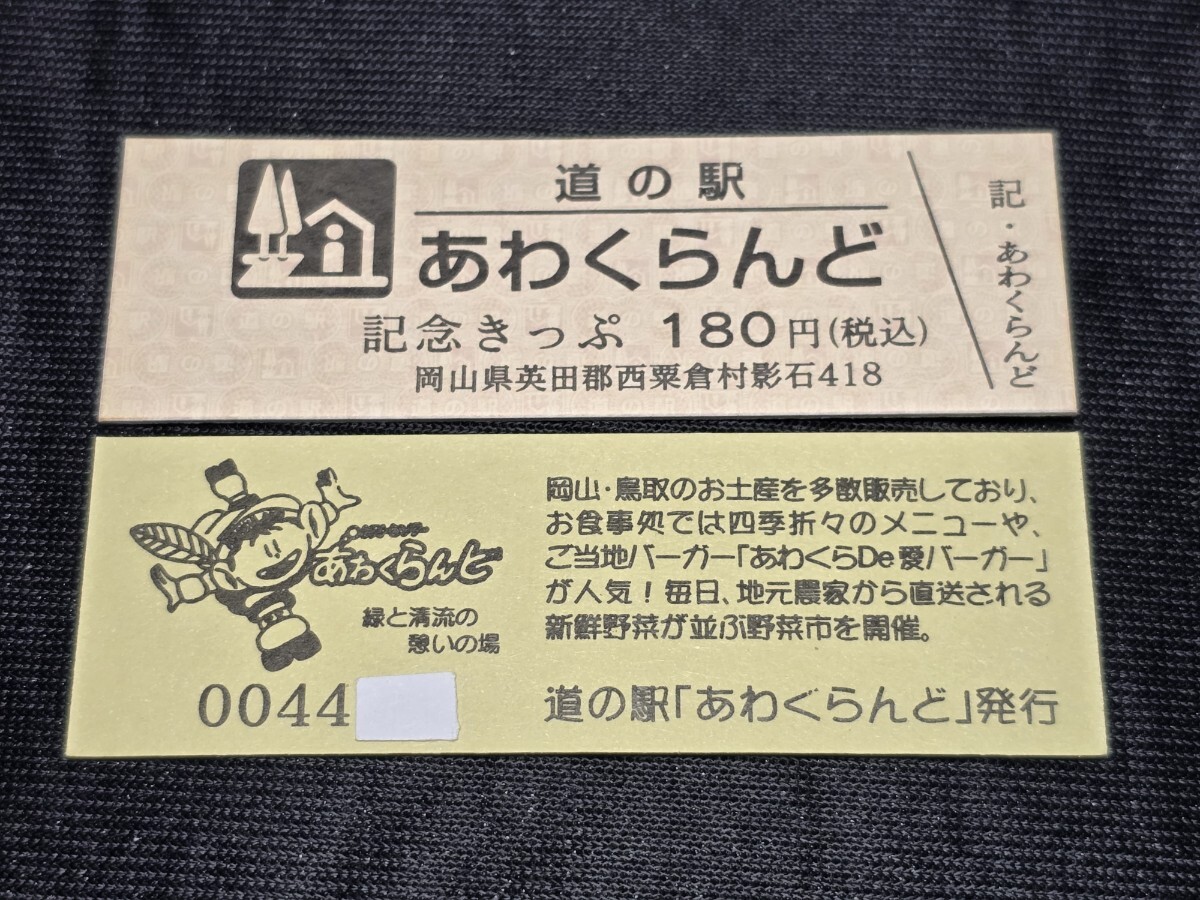 道の駅
あわくらんど
記念きっぷ 180円(税込)
岡山県英田郡西粟倉村影石418
記・あわくらんど
あわくらんど
緑と清流の
憩いの場
0044
岡山・鳥取のお土産を多数販売しており、
お食事処では四季折々のメニューや、
ご当地バーガー「あわくらDe愛バーガー」
が人気！毎日、地元農家から直送される
新鮮野菜が並ぶ野菜市を開催。
道の駅「あわくらんど」発行